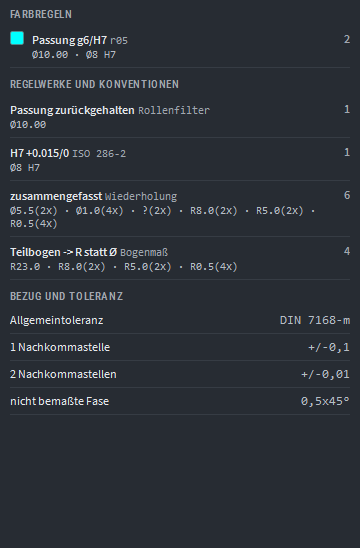 FARBREGELN
Passung g6/H7 r05 2
Ø10.00 · Ø8 H7
REGELWERKE UND KONVENTIONEN
Passung zurückgehalten Rollenfilter 1
Ø10.00
H7 +0.015/0 ISO 286-2 1
Ø8 H7
zusammengefasst Wiederholung 6
Ø5.5(2x) · Ø1.0(4x) · ?(2x) · R8.0(2x) · R5.0(2x) ·
R0.5(4x)
Teilbogen -> R statt Ø Bogenmaß 4
R23.0 · R8.0(2x) · R5.0(2x) · R0.5(4x)
BEZUG UND TOLERANZ
Allgemeintoleranz DIN 7168-m
1 Nachkommastelle +/-0,1
2 Nachkommastellen +/-0,01
nicht bemaßte Fase 0,5x45°